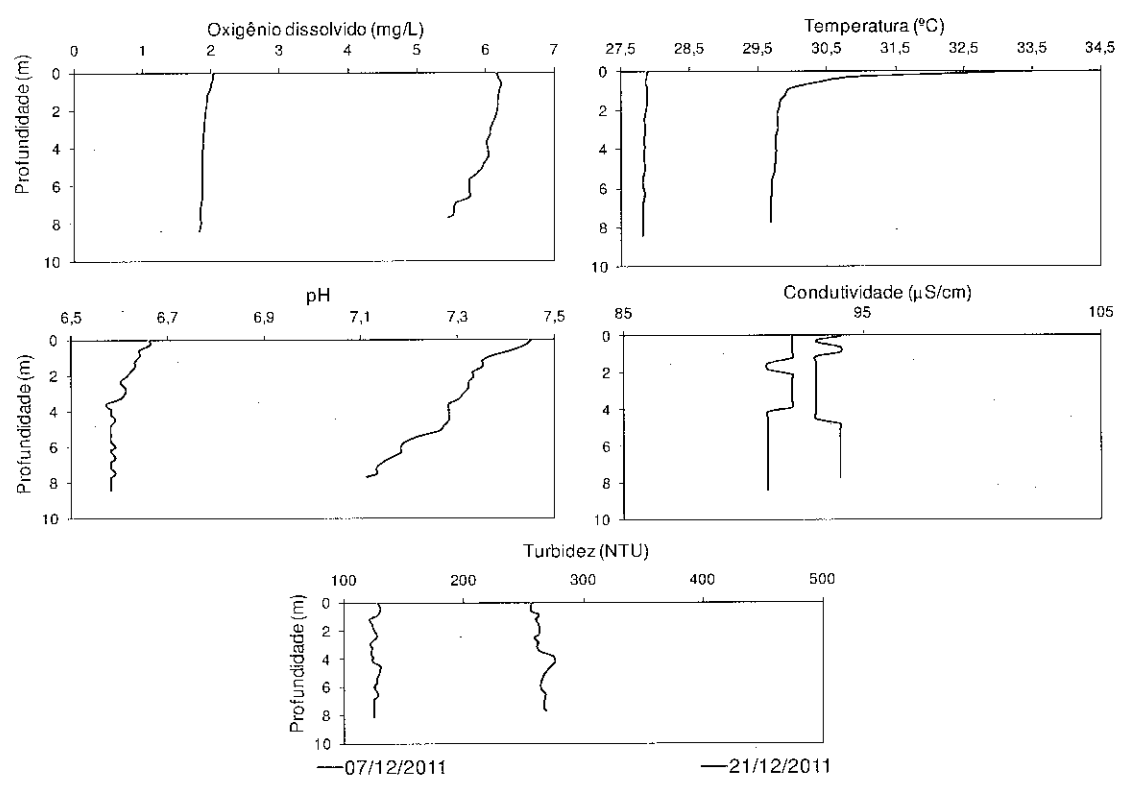 Oxigênio dissolvido (mg/L)
0 1 2 3 4 5 6 7
Profundidade (m)
0
2
4
6
8
10
Temperatura (ºC)
27,5 28,5 29,5 30,5 31,5 32,5 33,5 34,5
0
2
4
6
8
10
pH
6,5 6,7 6,9 7,1 7,3 7,5
Profundidade (m)
0
2
4
6
8
10
Condutividade (µS/cm)
85 95 105
0
2
4
6
8
10
Turbidez (NTU)
100 200 300 400 500
Profundidade (m)
0
2
4
6
8
10
07/12/2011 21/12/2011